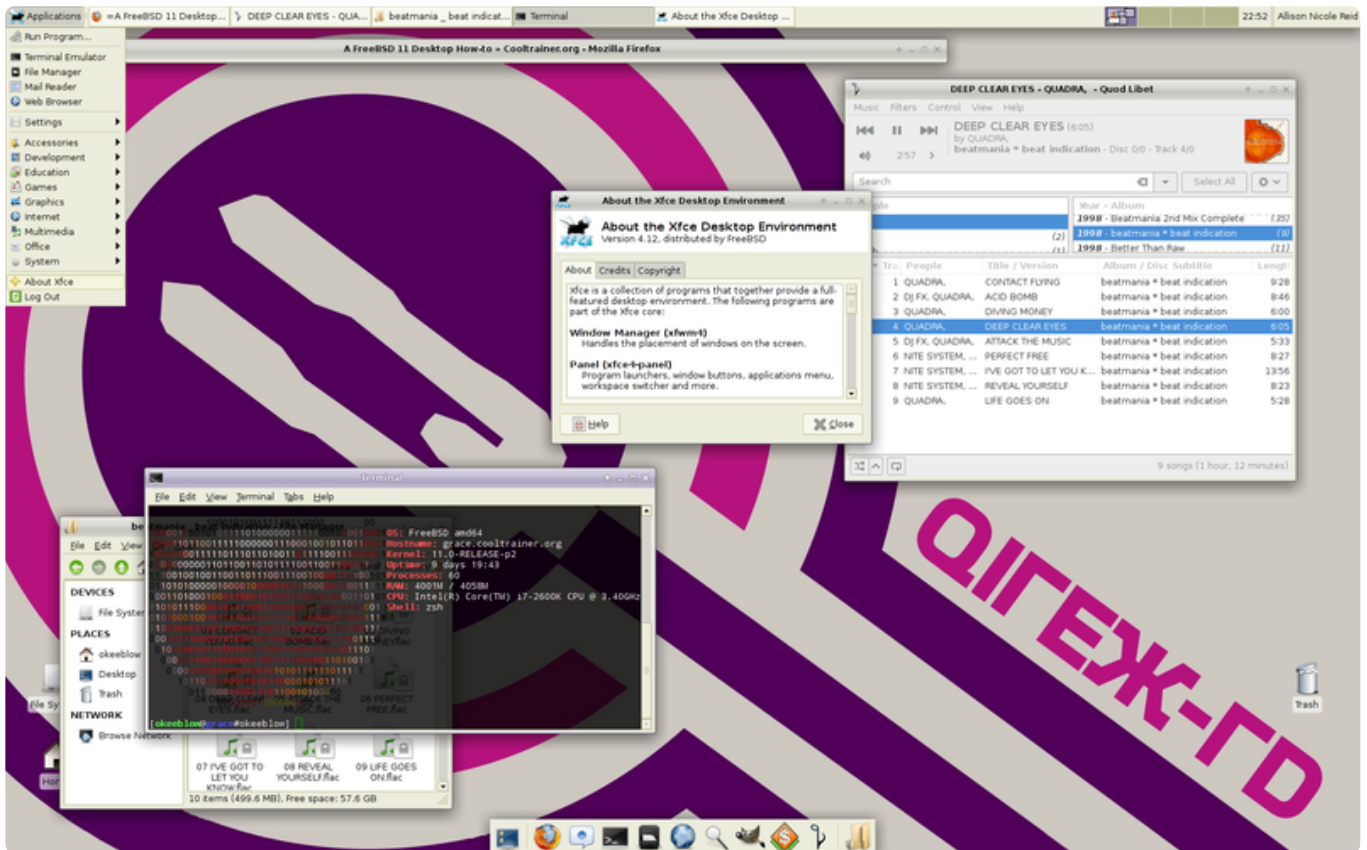 Applications
=A FreeBSD 11 Desktop...
DEEP CLEAR EYES - QUA...
beatmania _ beat indicat...
Terminal
About the Xfce Desktop ...
22:52
Allison Nicole Reid
Run Program...
Terminal Emulator
File Manager
Mail Reader
Web Browser
Settings
Accessories
Development
Education
Games
Graphics
Internet
Multimedia
Office
System
About Xfce
Log Out
A FreeBSD 11 Desktop How-to = Cooltrainer.org - Mozilla Firefox
DEEP CLEAR EYES - QUADRA, - Quod Libet
Music Filters Control View Help
DEEP CLEAR EYES (6:05)
by QUADRA,
beatmania * beat indication - Disc 0/0 - Track 4/0
2:57
Search
Select All
Year - Album
1998 - Beatmania 2nd Mix Complete (35)
(2) 1998 - beatmania * beat indication (9)
1998 - Better Than Raw (11)
People Title / Version Album / Disc Subtitle Lengt
1 QUADRA, CONTACT FLYING beatmania * beat indication 9:28
2 DJ FX, QUADRA, ACID BOMB beatmania * beat indication 8:46
3 QUADRA, DIVING MONEY beatmania * beat indication 6:00
4 QUADRA, DEEP CLEAR EYES beatmania * beat indication 6:05
5 DJ FX, QUADRA, ATTACK THE MUSIC beatmania * beat indication 5:33
6 NITE SYSTEM, ... PERFECT FREE beatmania * beat indication 8:27
7 NITE SYSTEM, ... I'VE GOT TO LET YOU K... beatmania * beat indication 13:56
8 NITE SYSTEM, ... REVEAL YOURSELF beatmania * beat indication 8:23
9 QUADRA, LIFE GOES ON beatmania * beat indication 5:28
9 songs (1 hour, 12 minutes)
About the Xfce Desktop Environment
About the Xfce Desktop Environment
Version 4.12, distributed by FreeBSD
XFCE
About Credits Copyright
Xfce is a collection of programs that together provide a full-
featured desktop environment. The following programs are
part of the Xfce core:
Window Manager (xfwm4)
Handles the placement of windows on the screen.
Panel (xfce4-panel)
Program launchers, window buttons, applications menu,
workspace switcher and more.
Help
Close
Terminal
File Edit View Terminal Tabs Help
OS: FreeBSD amd64
Hostname: grace.cooltrainer.org
Kernel: 11.0-RELEASE-p2
Uptime: 9 days 19:43
Processes: 60
RAM: 4001M / 4058M
CPU: Intel(R) Core(TM) i7-2600K CPU @ 3.40GHz
Shell: zsh
[okeeblow@grace#okeeblow]
File Edit View
DEVICES
File Syster
PLACES
okeeblow
Desktop
Trash
NETWORK
Browse Network
06 PERFECT
FREE.flac
07 I'VE GOT TO
LET YOU
KNOW.flac
08 REVEAL
YOURSELF.flac
09 LIFE GOES
ON.flac
10 items (499.6 MB), Free space: 57.6 GB
File Sy
Hor
Trash
QIГEЖ-ГD